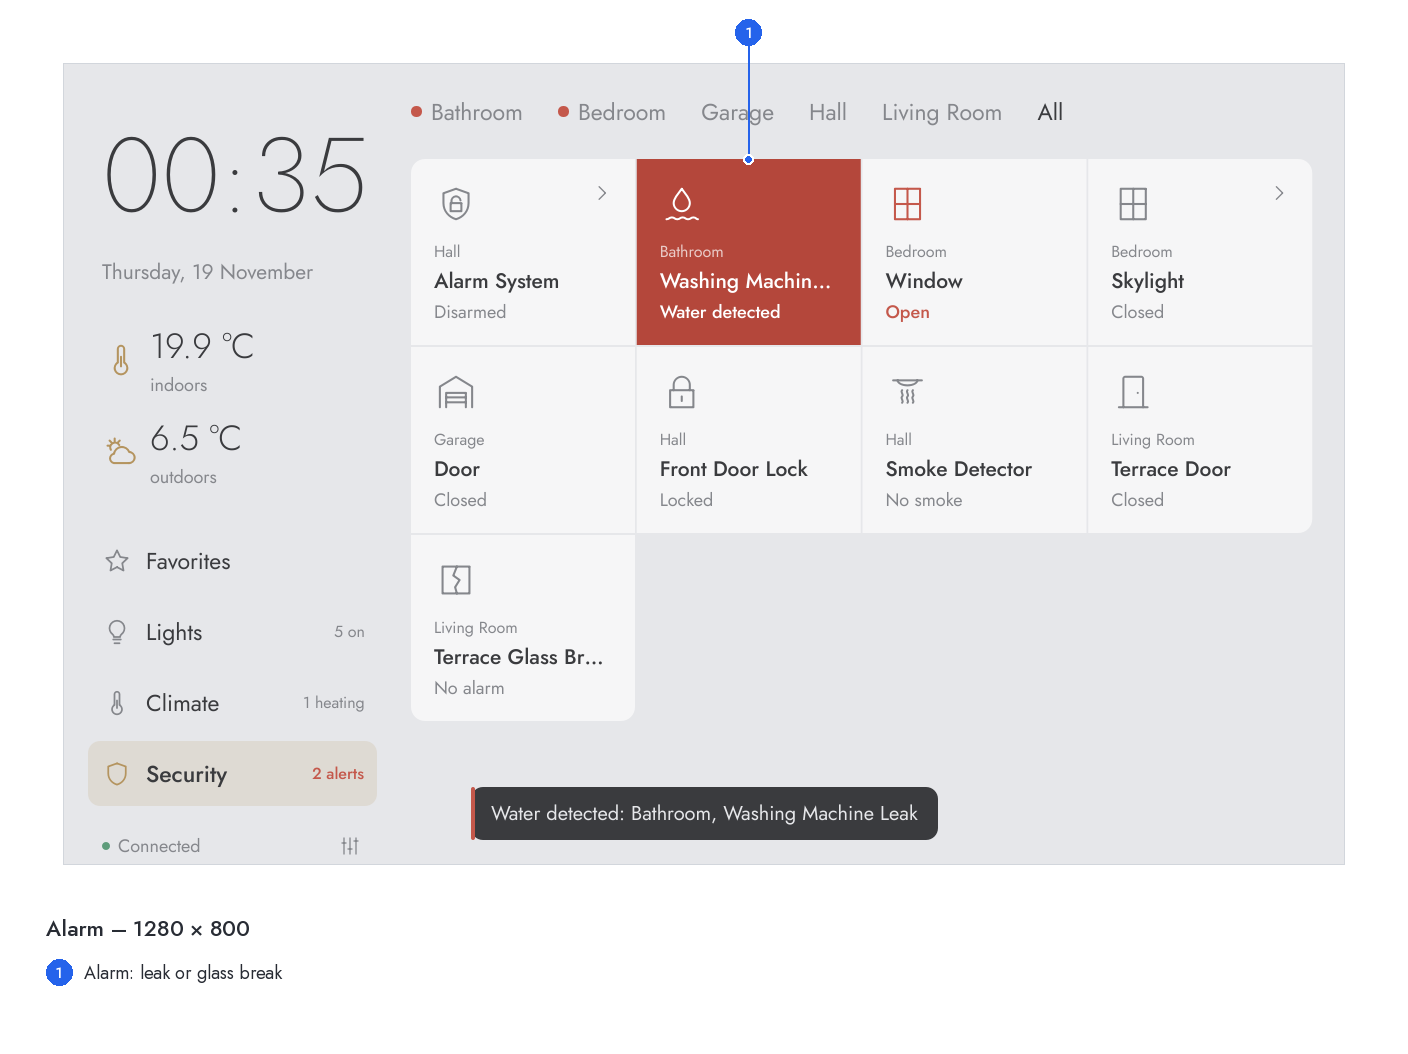 1
Bathroom Bedroom Garage Hall Living Room All
00:35
Thursday, 19 November
19.9 °C
indoors
6.5 °C
outdoors
Favorites
Lights 5 on
Climate 1 heating
Security 2 alerts
Connected
Hall
Alarm System
Disarmed
Bathroom
Washing Machin...
Water detected
Bedroom
Window
Open
Bedroom
Skylight
Closed
Garage
Door
Closed
Hall
Front Door Lock
Locked
Hall
Smoke Detector
No smoke
Living Room
Terrace Door
Closed
Living Room
Terrace Glass Br...
No alarm
Water detected: Bathroom, Washing Machine Leak
Alarm – 1280 × 800
1 Alarm: leak or glass break